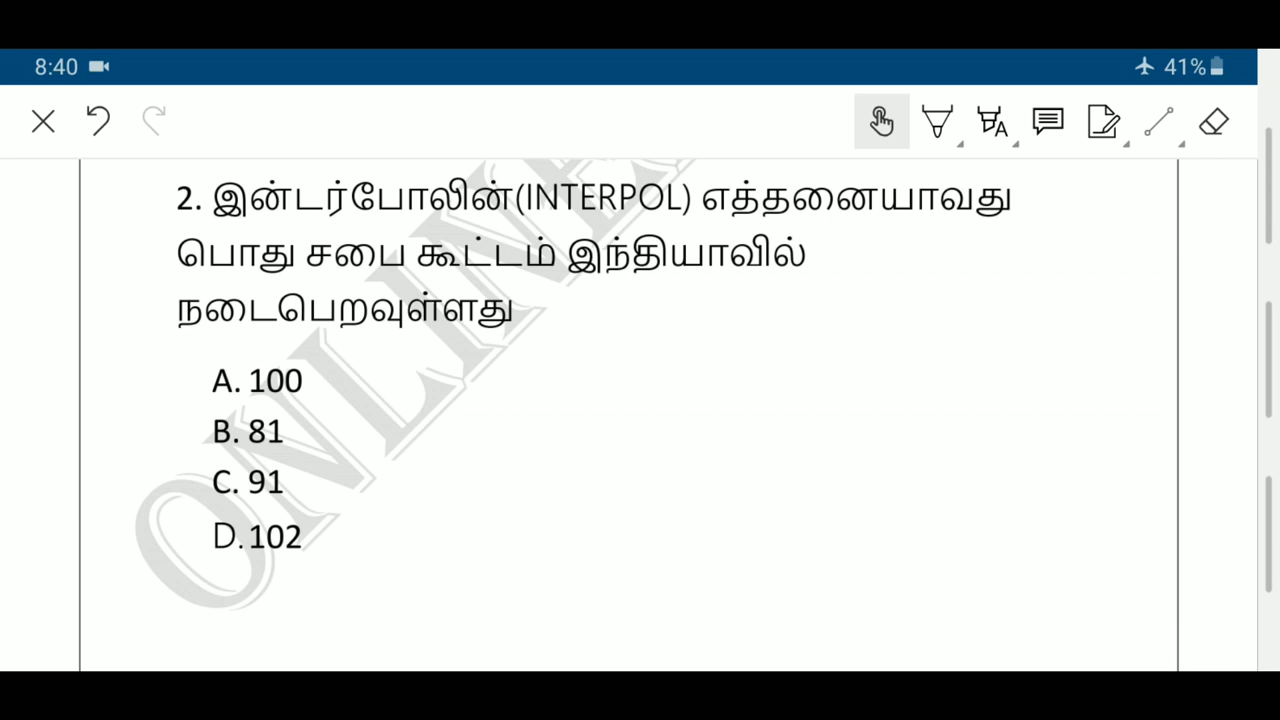 8:40
41%
2. இன்டர்போலின்(INTERPOL) எத்தனையாவது
பொது சபை கூட்டம் இந்தியாவில்
நடைபெறவுள்ளது
A. 100
B. 81
C. 91
D. 102
ONLINE